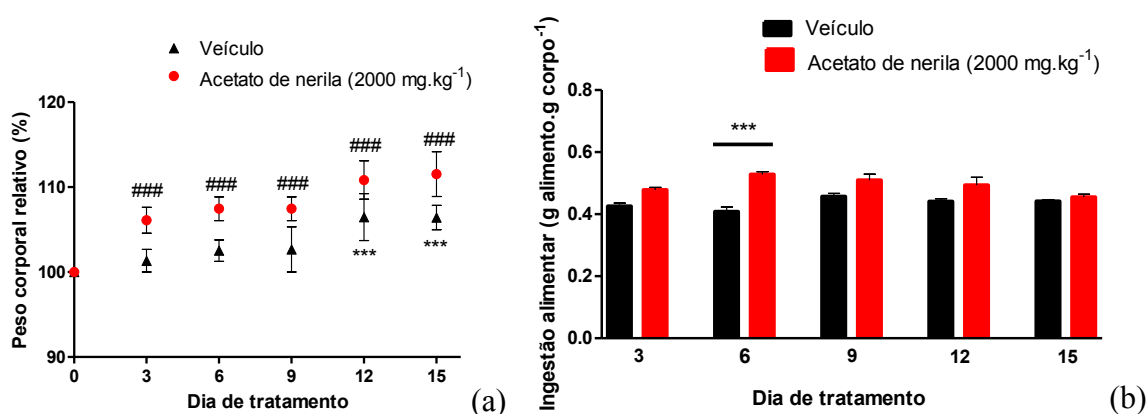 Veículo
Acetato de nerila (2000 mg.kg⁻¹)
Peso corporal relativo (%)
120
110
100
90
###
###
###
###
###
***
***
0 3 6 9 12 15
Dia de tratamento
(a)
Veículo
Acetato de nerila (2000 mg.kg⁻¹)
Ingestão alimentar (g alimento.g corpo⁻¹)
0.8
0.6
0.4
0.2
0.0
***
3 6 9 12 15
Dia de tratamento
(b)